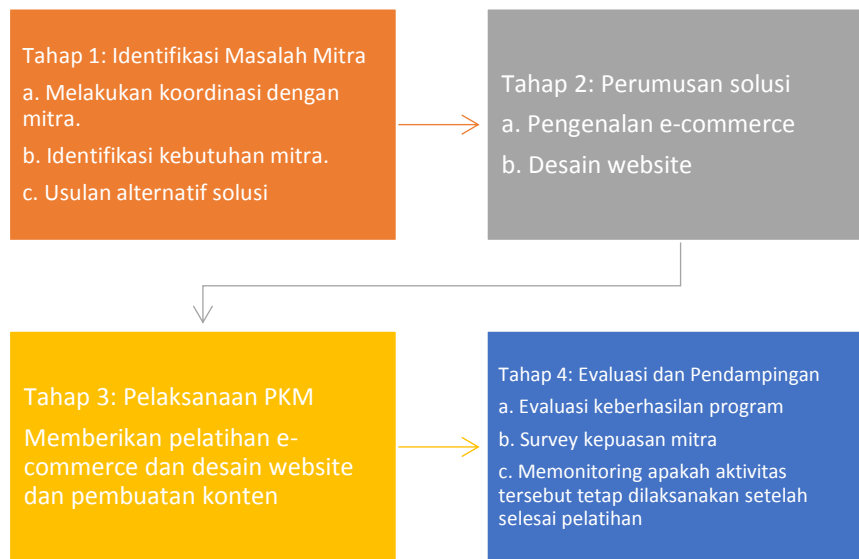 Tahap 1: Identifikasi Masalah Mitra
a. Melakukan koordinasi dengan
mitra.
b. Identifikasi kebutuhan mitra.
c. Usulan alternatif solusi
Tahap 2: Perumusan solusi
a. Pengenalan e-commerce
b. Desain website
Tahap 3: Pelaksanaan PKM
Memberikan pelatihan e-
commerce dan desain website
dan pembuatan konten
Tahap 4: Evaluasi dan Pendampingan
a. Evaluasi keberhasilan program
b. Survey kepuasan mitra
c. Memonitoring apakah aktivitas
tersebut tetap dilaksanakan setelah
selesai pelatihan